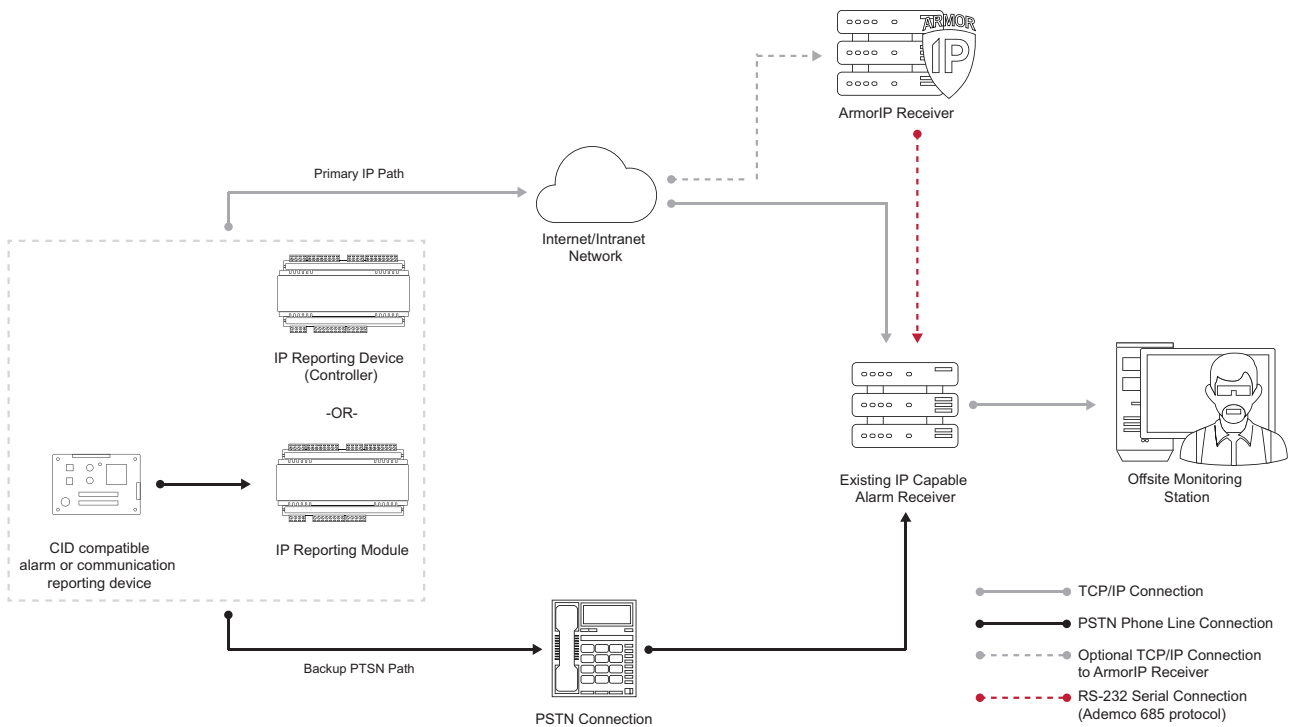 ARMOR
IP
ArmorIP Receiver
Primary IP Path
Internet/Intranet
Network
IP Reporting Device
(Controller)
-OR-
IP Reporting Module
CID compatible
alarm or communication
reporting device
Existing IP Capable
Alarm Receiver
Offsite Monitoring
Station
Backup PTSN Path
PSTN Connection
TCP/IP Connection
PSTN Phone Line Connection
Optional TCP/IP Connection
to ArmorIP Receiver
RS-232 Serial Connection
(Ademco 685 protocol)